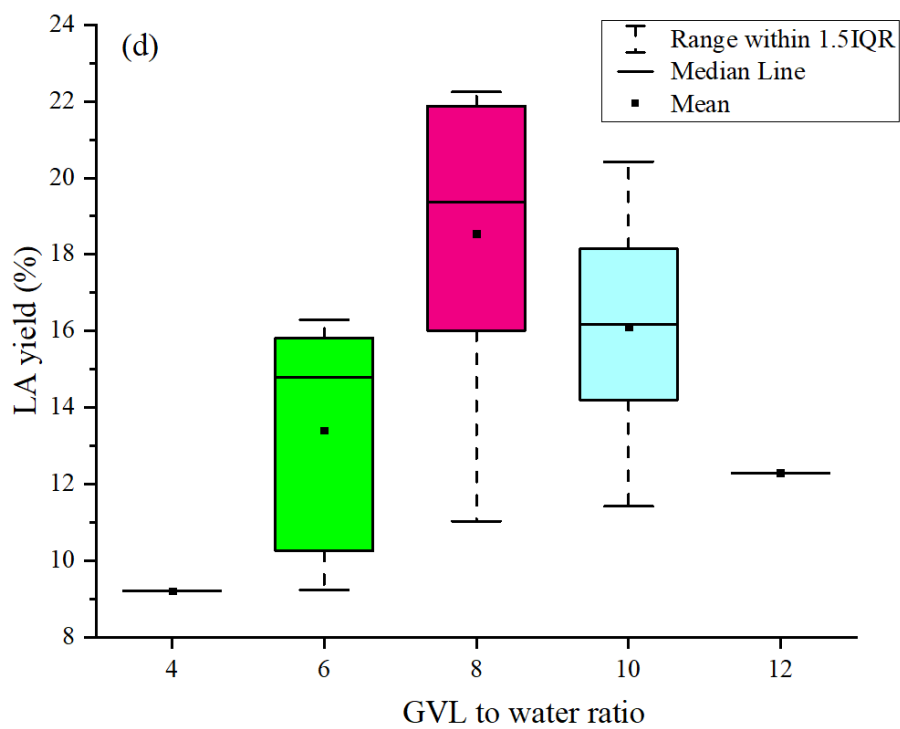 (d)
Range within 1.5IQR
Median Line
Mean
LA yield (%)
24
22
20
18
16
14
12
10
8
4 6 8 10 12
GVL to water ratio